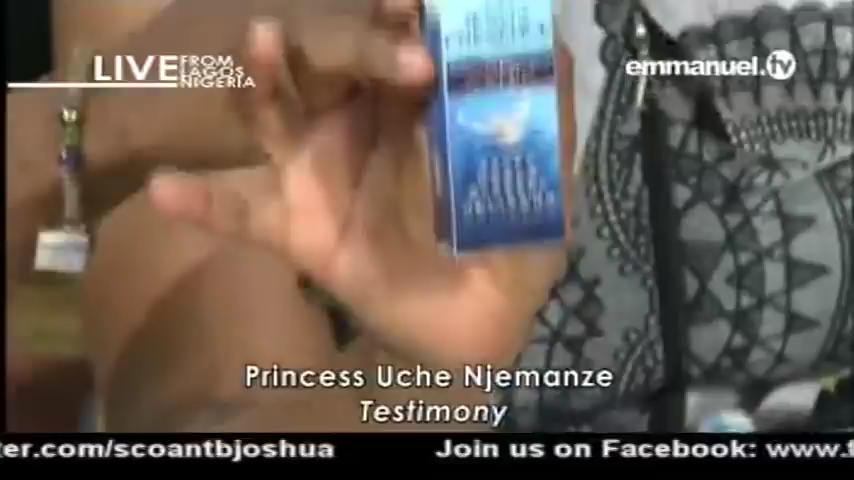 LIVE FROM
LAGOS
NIGERIA
emmanuel.tv
Princess Uche Njemanze
Testimony
ter.com/scoantbjoshua Join us on Facebook: www.f